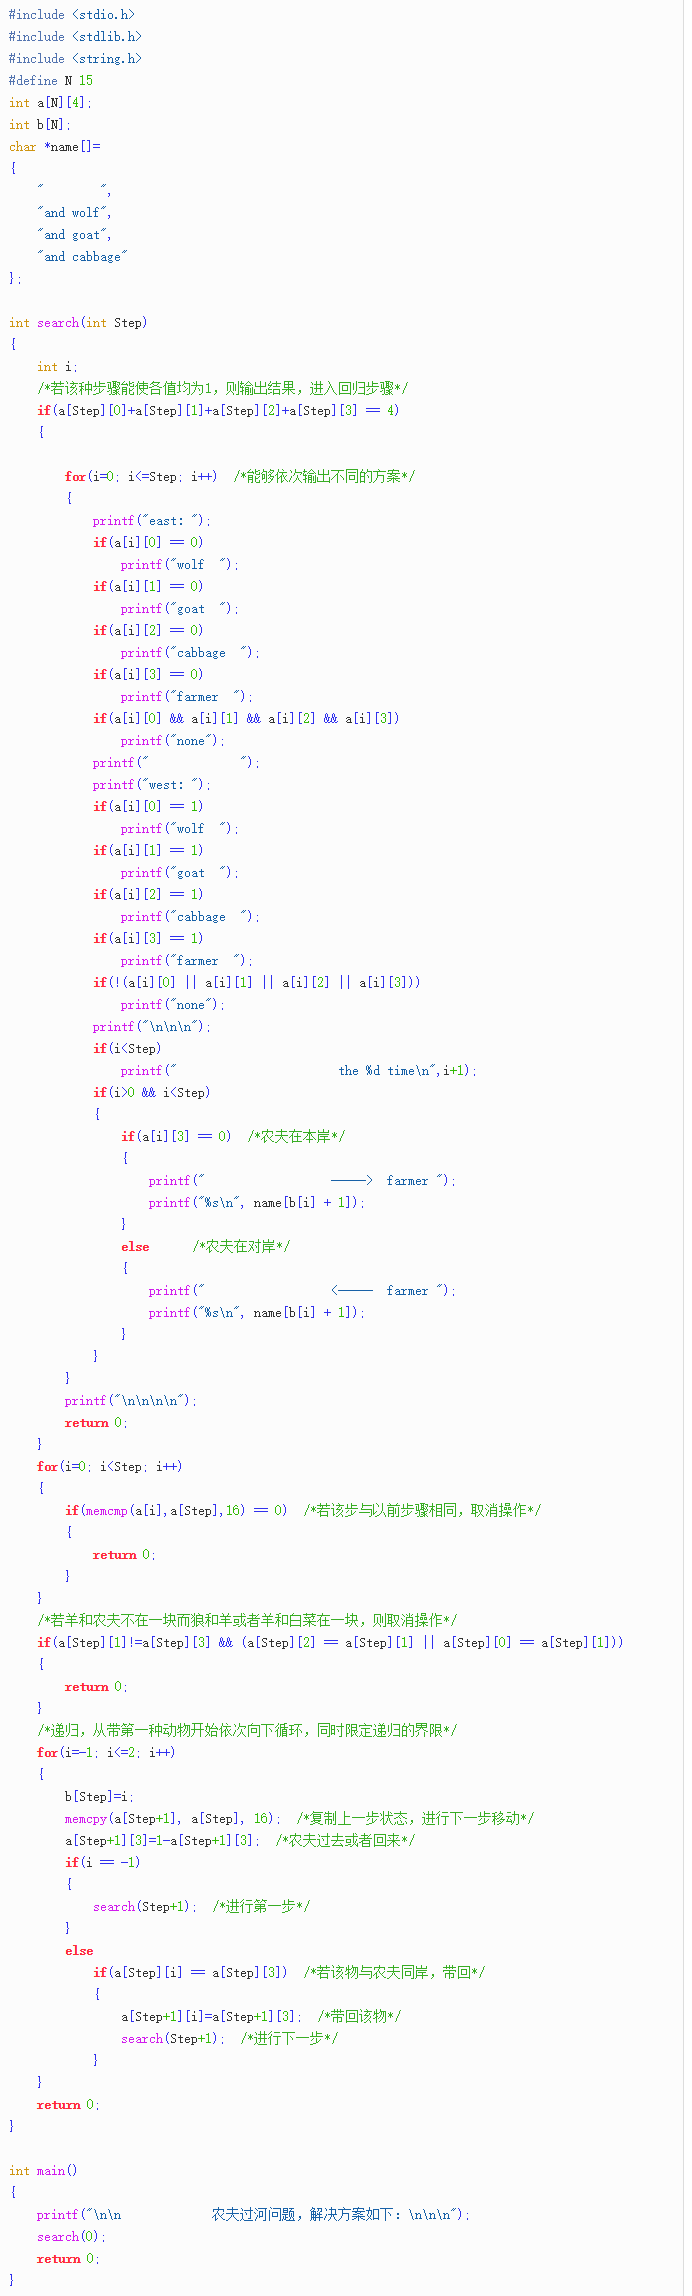 #include <stdio.h>
#include <stdlib.h>
#include <string.h>
#define N 15
int a[N][4];
int b[N];
char *name[]=
{
    "        ",
    "and wolf",
    "and goat",
    "and cabbage"
};

int search(int Step)
{
    int i;
    /*若该种步骤能使各值均为1，则输出结果，进入回归步骤*/
    if(a[Step][0]+a[Step][1]+a[Step][2]+a[Step][3] == 4)
    {

        for(i=0; i<=Step; i++)  /*能够依次输出不同的方案*/
        {
            printf("east: ");
            if(a[i][0] == 0)
                printf("wolf  ");
            if(a[i][1] == 0)
                printf("goat  ");
            if(a[i][2] == 0)
                printf("cabbage  ");
            if(a[i][3] == 0)
                printf("farmer  ");
            if(a[i][0] && a[i][1] && a[i][2] && a[i][3])
                printf("none");
            printf("             ");
            printf("west: ");
            if(a[i][0] == 1)
                printf("wolf  ");
            if(a[i][1] == 1)
                printf("goat  ");
            if(a[i][2] == 1)
                printf("cabbage  ");
            if(a[i][3] == 1)
                printf("farmer  ");
            if(!(a[i][0] || a[i][1] || a[i][2] || a[i][3]))
                printf("none");
            printf("\n\n\n");
            if(i<Step)
                printf("                       the %d time\n",i+1);
            if(i>0 && i<Step)
            {
                if(a[i][3] == 0)  /*农夫在本岸*/
                {
                    printf("                  ----->  farmer ");
                    printf("%s\n", name[b[i] + 1]);
                }
                else      /*农夫在对岸*/
                {
                    printf("                  <-----  farmer ");
                    printf("%s\n", name[b[i] + 1]);
                }
            }
        }
        printf("\n\n\n\n");
        return 0;
    }
    for(i=0; i<Step; i++)
    {
        if(memcmp(a[i],a[Step],16) == 0)  /*若该步与以前步骤相同，取消操作*/
        {
            return 0;
        }
    }
    /*若羊和农夫不在一块而狼和羊或者羊和白菜在一块，则取消操作*/
    if(a[Step][1]!=a[Step][3] && (a[Step][2] == a[Step][1] || a[Step][0] == a[Step][1]))
    {
        return 0;
    }
    /*递归，从带第一种动物开始依次向下循环，同时限定递归的界限*/
    for(i=-1; i<=2; i++)
    {
        b[Step]=i;
        memcpy(a[Step+1], a[Step], 16);  /*复制上一步状态，进行下一步移动*/
        a[Step+1][3]=1-a[Step+1][3];  /*农夫过去或者回来*/
        if(i == -1)
        {
            search(Step+1);  /*进行第一步*/
        }
        else
            if(a[Step][i] == a[Step][3])  /*若该物与农夫同岸，带回*/
            {
                a[Step+1][i]=a[Step+1][3];  /*带回该物*/
                search(Step+1);  /*进行下一步*/
            }
    }
    return 0;
}

int main()
{
    printf("\n\n             农夫过河问题，解决方案如下：\n\n\n");
    search(0);
    return 0;
}